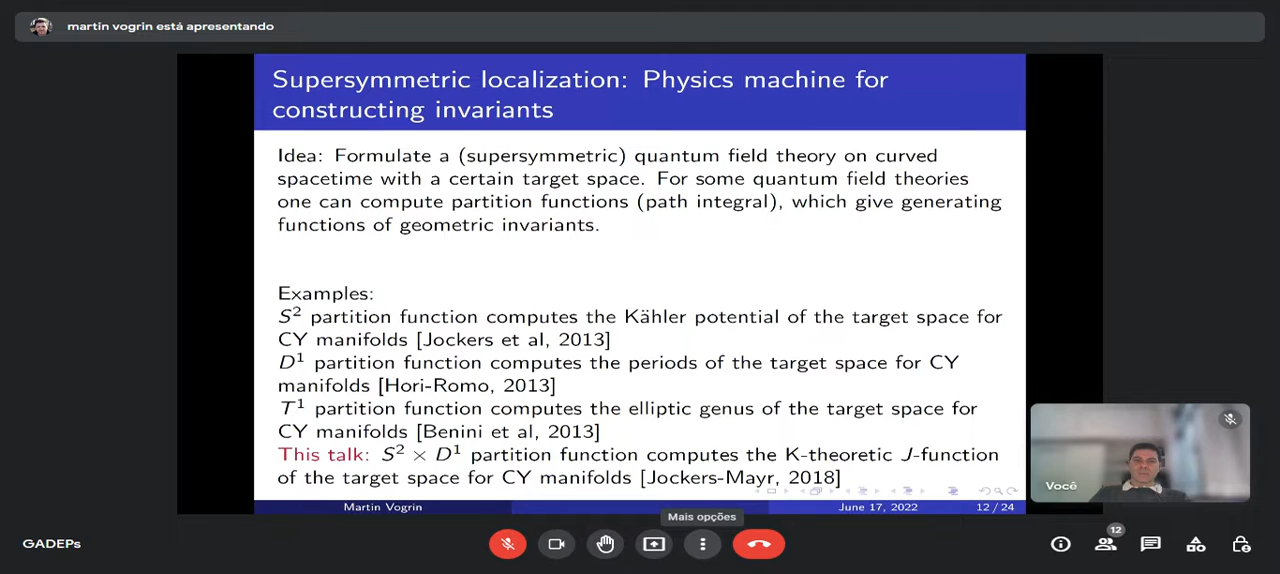 martin vogrin está apresentando
Supersymmetric localization: Physics machine for
constructing invariants
Idea: Formulate a (supersymmetric) quantum field theory on curved
spacetime with a certain target space. For some quantum field theories
one can compute partition functions (path integral), which give generating
functions of geometric invariants.
Examples:
S² partition function computes the Kähler potential of the target space for
CY manifolds [Jockers et al, 2013]
D¹ partition function computes the periods of the target space for CY
manifolds [Hori-Romo, 2013]
T¹ partition function computes the elliptic genus of the target space for
CY manifolds [Benini et al, 2013]
This talk: S² × D¹ partition function computes the K-theoretic J-function
of the target space for CY manifolds [Jockers-Mayr, 2018]
Martin Vogrin
June 17, 2022
12 / 24
Você
Mais opções
GADEPs
12